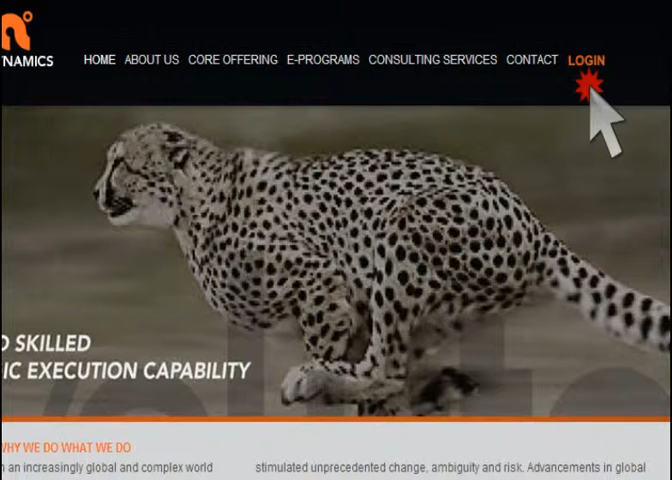 NAMICS
HOME ABOUT US CORE OFFERING E-PROGRAMS CONSULTING SERVICES CONTACT LOGIN
SKILLED
IC EXECUTION CAPABILITY
WHY WE DO WHAT WE DO
n an increasingly global and complex world
stimulated unprecedented change, ambiguity and risk. Advancements in global